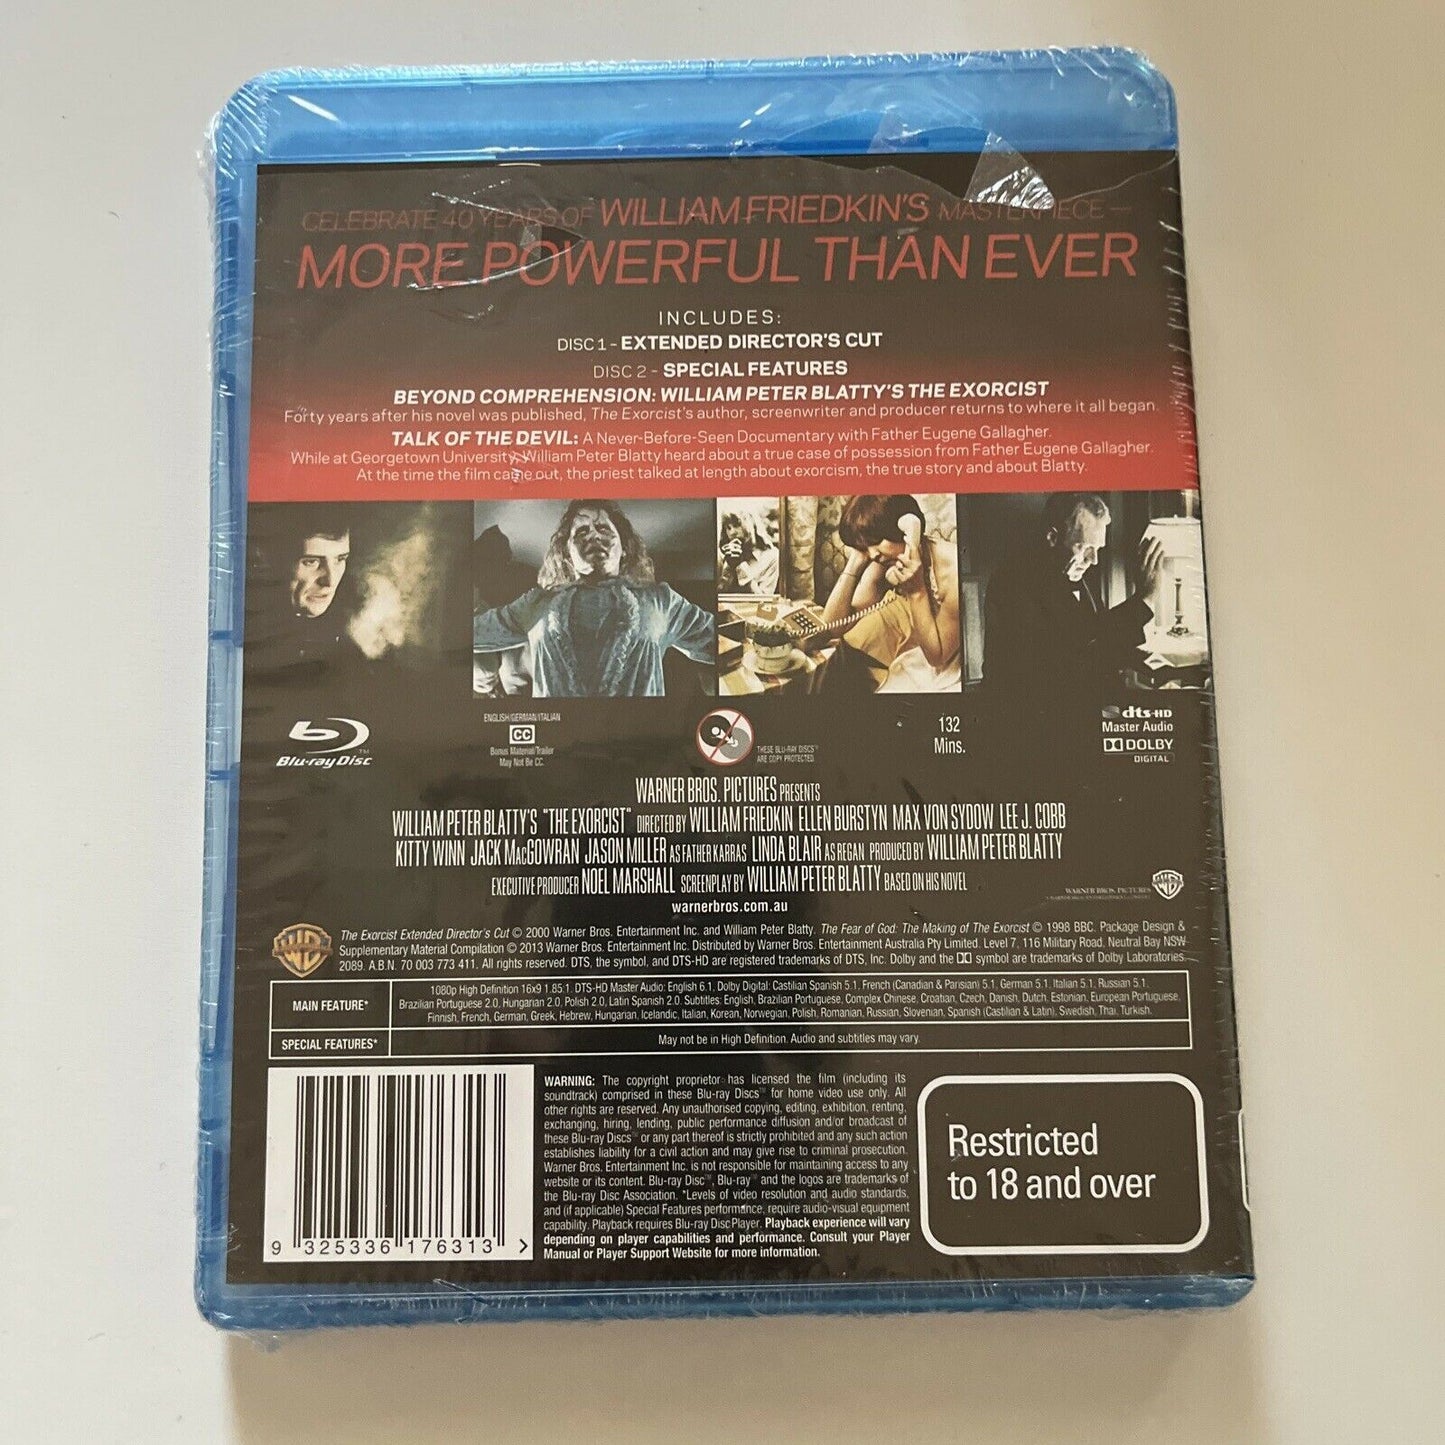 CELEBRATE 40 YEARS OF WILLIAM FRIEDKIN'S MASTERPIECE —
MORE POWERFUL THAN EVER
INCLUDES:
DISC 1 - EXTENDED DIRECTOR'S CUT
DISC 2 - SPECIAL FEATURES
BEYOND COMPREHENSION: WILLIAM PETER BLATTY'S THE EXORCIST
Forty years after his novel was published, The Exorcist's author, screenwriter and producer returns to where it all began.
TALK OF THE DEVIL: A Never-Before-Seen Documentary with Father Eugene Gallagher.
While at Georgetown University, William Peter Blatty heard about a true case of possession from Father Eugene Gallagher.
At the time the film came out, the priest talked at length about exorcism, the true story and about Blatty.
Blu-ray Disc™
ENGLISH/GERMAN/ITALIAN
CC
Bonus Material/Trailer
May Not Be CC.
THESE BLU-RAY DISCS™
ARE COPY PROTECTED.
132
Mins.
dts-HD
Master Audio
DOLBY
DIGITAL
WARNER BROS. PICTURES PRESENTS
WILLIAM PETER BLATTY'S "THE EXORCIST" DIRECTED BY WILLIAM FRIEDKIN ELLEN BURSTYN MAX VON SYDOW LEE J. COBB
KITTY WINN JACK MacGOWRAN JASON MILLER AS FATHER KARRAS LINDA BLAIR AS REGAN PRODUCED BY WILLIAM PETER BLATTY
EXECUTIVE PRODUCER NOEL MARSHALL SCREENPLAY BY WILLIAM PETER BLATTY BASED ON HIS NOVEL
WARNER BROS. PICTURES
warnerbros.com.au
The Exorcist Extended Director's Cut © 2000 Warner Bros. Entertainment Inc. and William Peter Blatty. The Fear of God: The Making of The Exorcist © 1998 BBC. Package Design &
Supplementary Material Compilation © 2013 Warner Bros. Entertainment Inc. Distributed by Warner Bros. Entertainment Australia Pty Limited. Level 7, 116 Military Road, Neutral Bay NSW
2089. A.B.N. 70 003 773 411. All rights reserved. DTS, the symbol, and DTS-HD are registered trademarks of DTS, Inc. Dolby and the DD symbol are trademarks of Dolby Laboratories.
MAIN FEATURE*
1080p High Definition 16x9 1.85:1. DTS-HD Master Audio: English 6.1, Dolby Digital: Castilian Spanish 5.1, French (Canadian & Parisian) 5.1, German 5.1, Italian 5.1, Russian 5.1,
Brazilian Portuguese 2.0, Hungarian 2.0, Polish 2.0, Latin Spanish 2.0. Subtitles: English, Brazilian Portuguese, Complex Chinese, Croatian, Czech, Danish, Dutch, Estonian, European Portuguese,
Finnish, French, German, Greek, Hebrew, Hungarian, Icelandic, Italian, Korean, Norwegian, Polish, Romanian, Russian, Slovenian, Spanish (Castilian & Latin), Swedish, Thai, Turkish.
SPECIAL FEATURES*
May not be in High Definition. Audio and subtitles may vary.
WARNING: The copyright proprietor has licensed the film (including its
soundtrack) comprised in these Blu-ray Discs™ for home video use only. All
other rights are reserved. Any unauthorised copying, editing, exhibition, renting,
exchanging, hiring, lending, public performance diffusion and/or broadcast of
these Blu-ray Discs™ or any part thereof is strictly prohibited and any such action
establishes liability for a civil action and may give rise to criminal prosecution.
Warner Bros. Entertainment Inc. is not responsible for maintaining access to any
website or its content. Blu-ray Disc™, Blu-ray™ and the logos are trademarks of
the Blu-ray Disc Association. *Levels of video resolution and audio standards,
and (if applicable) Special Features performance, require audio-visual equipment
capability. Playback requires Blu-ray Disc Player. Playback experience will vary
depending on player capabilities and performance. Consult your Player
Manual or Player Support Website for more information.
9 325336 176313 >
Restricted
to 18 and over